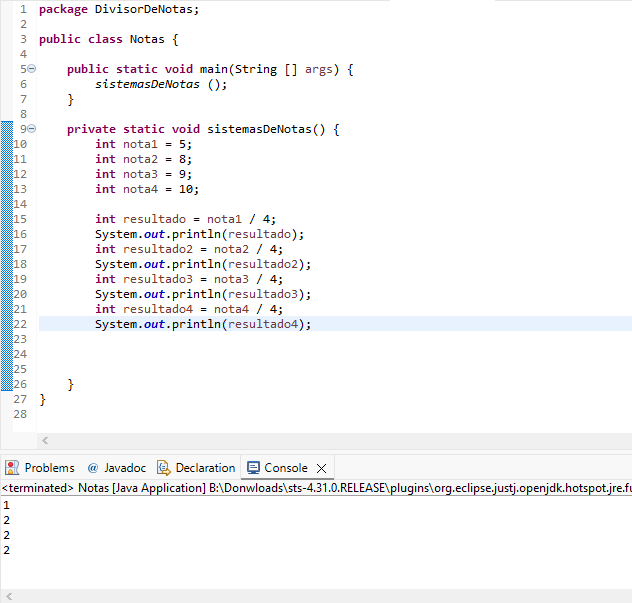 1 package DivisorDeNotas;
2
3 public class Notas {
4
5 public static void main(String [] args) {
6 sistemasDeNotas ();
7 }
8
9 private static void sistemasDeNotas() {
10 int nota1 = 5;
11 int nota2 = 8;
12 int nota3 = 9;
13 int nota4 = 10;
14
15 int resultado = nota1 / 4;
16 System.out.println(resultado);
17 int resultado2 = nota2 / 4;
18 System.out.println(resultado2);
19 int resultado3 = nota3 / 4;
20 System.out.println(resultado3);
21 int resultado4 = nota4 / 4;
22 System.out.println(resultado4);
23
24
25
26 }
27 }
28
Problems @ Javadoc Declaration Console
<terminated> Notas [Java Application] B:\Donwloads\sts-4.31.0.RELEASE\plugins\org.eclipse.justj.openjdk.hotspot.jre.fu
1
2
2
2